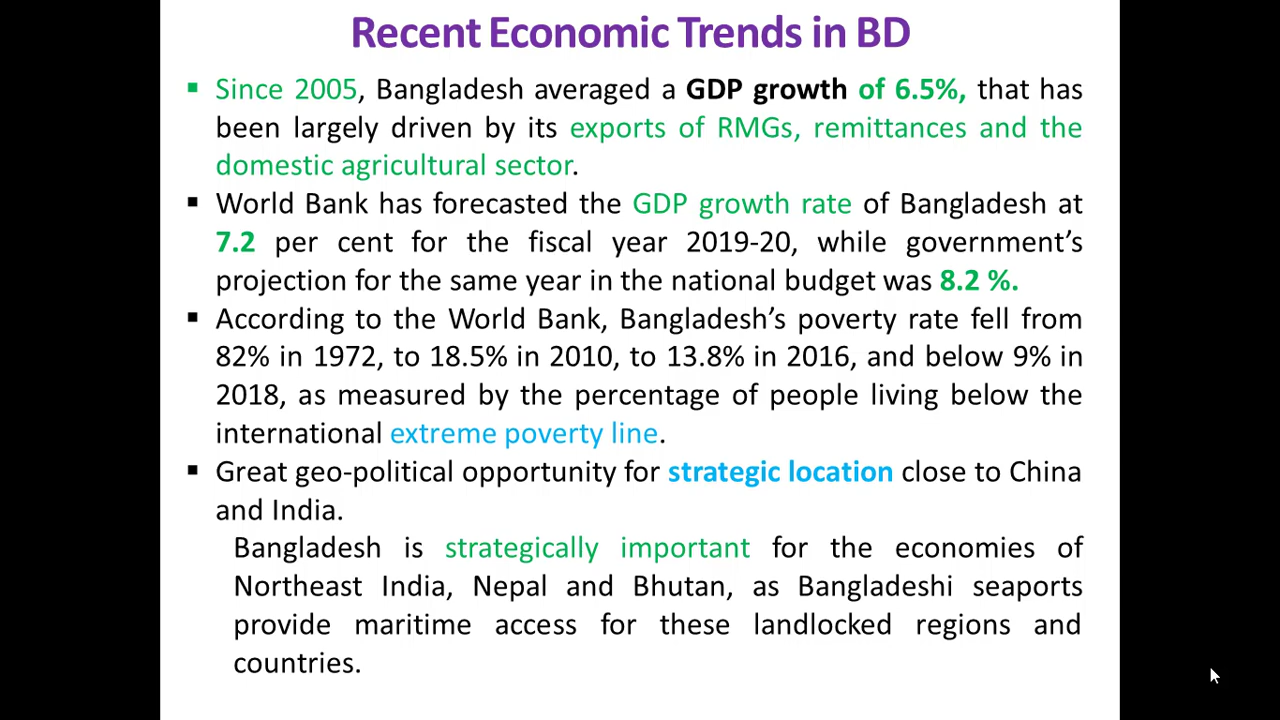 Recent Economic Trends in BD
▪ Since 2005, Bangladesh averaged a GDP growth of 6.5%, that has
been largely driven by its exports of RMGs, remittances and the
domestic agricultural sector.
▪ World Bank has forecasted the GDP growth rate of Bangladesh at
7.2 per cent for the fiscal year 2019-20, while government’s
projection for the same year in the national budget was 8.2 %.
▪ According to the World Bank, Bangladesh’s poverty rate fell from
82% in 1972, to 18.5% in 2010, to 13.8% in 2016, and below 9% in
2018, as measured by the percentage of people living below the
international extreme poverty line.
▪ Great geo-political opportunity for strategic location close to China
and India.
Bangladesh is strategically important for the economies of
Northeast India, Nepal and Bhutan, as Bangladeshi seaports
provide maritime access for these landlocked regions and
countries.